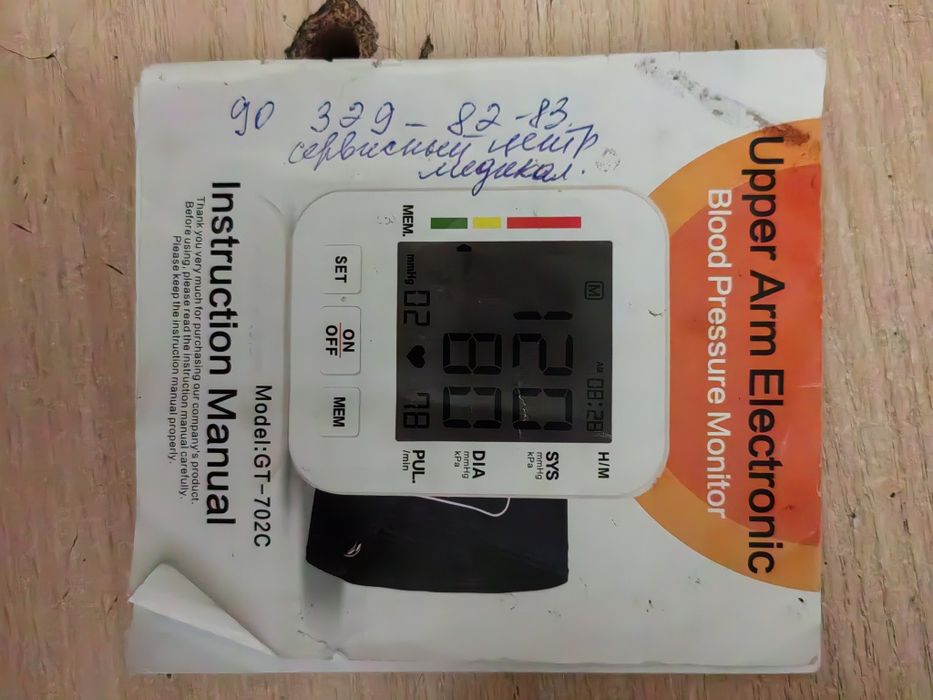 90 329-82-83
сервисный центр
медикал.
Upper Arm Electronic
Blood Pressure Monitor
H/M
SYS
mmHg
kPa
DIA
mmHg
kPa
PUL.
/min
M
AM 08:28
120
80
mmHg 02 78
MEM.
SET
ON
OFF
MEM
Model:GT-702C
Instruction Manual
Thank you very much for purchasing our company's product.
Before using, please read the instruction manual carefully.
Please keep the instruction manual properly.